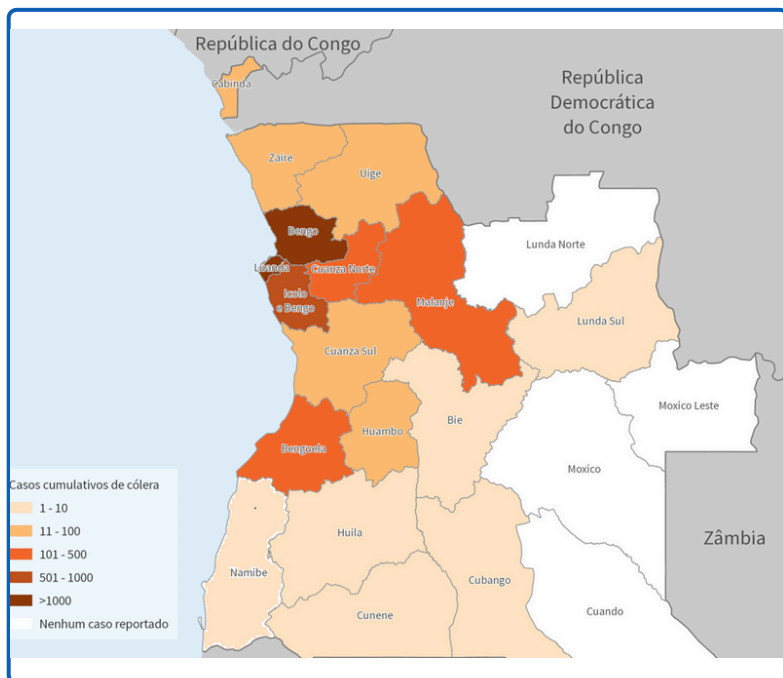 República do Congo
República
Democrática
do Congo
Cabinda
Zaire
Uige
Bengo
Lunda Norte
Luanda
Cuanza Norte
Icolo
e Bengo
Malanje
Lunda Sul
Cuanza Sul
Moxico Leste
Huambo
Bie
Benguela
Moxico
Casos cumulativos de cólera
1 - 10
11 - 100
101 - 500
501 - 1000
>1000
Nenhum caso reportado
Huila
Zâmbia
Namibe
Cubango
Cunene
Cuando